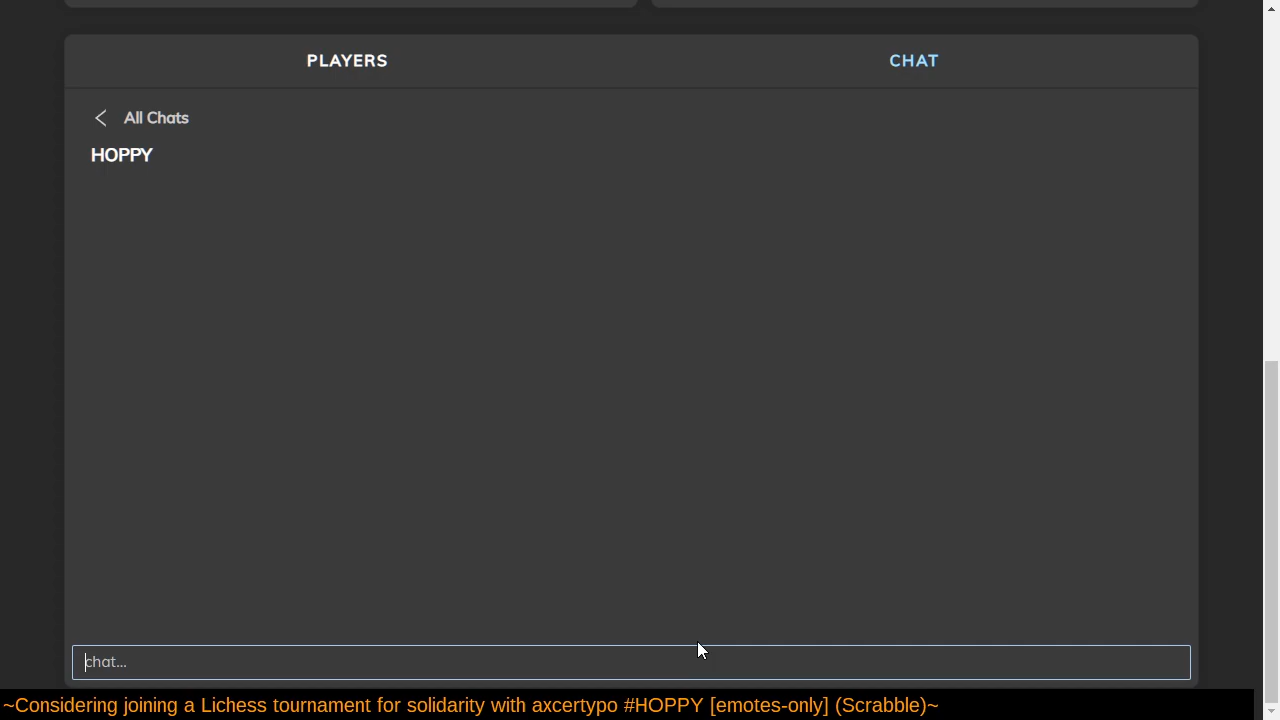 PLAYERS
CHAT
All Chats
HOPPY
chat...
~Considering joining a Lichess tournament for solidarity with axcertypo #HOPPY [emotes-only] (Scrabble)~